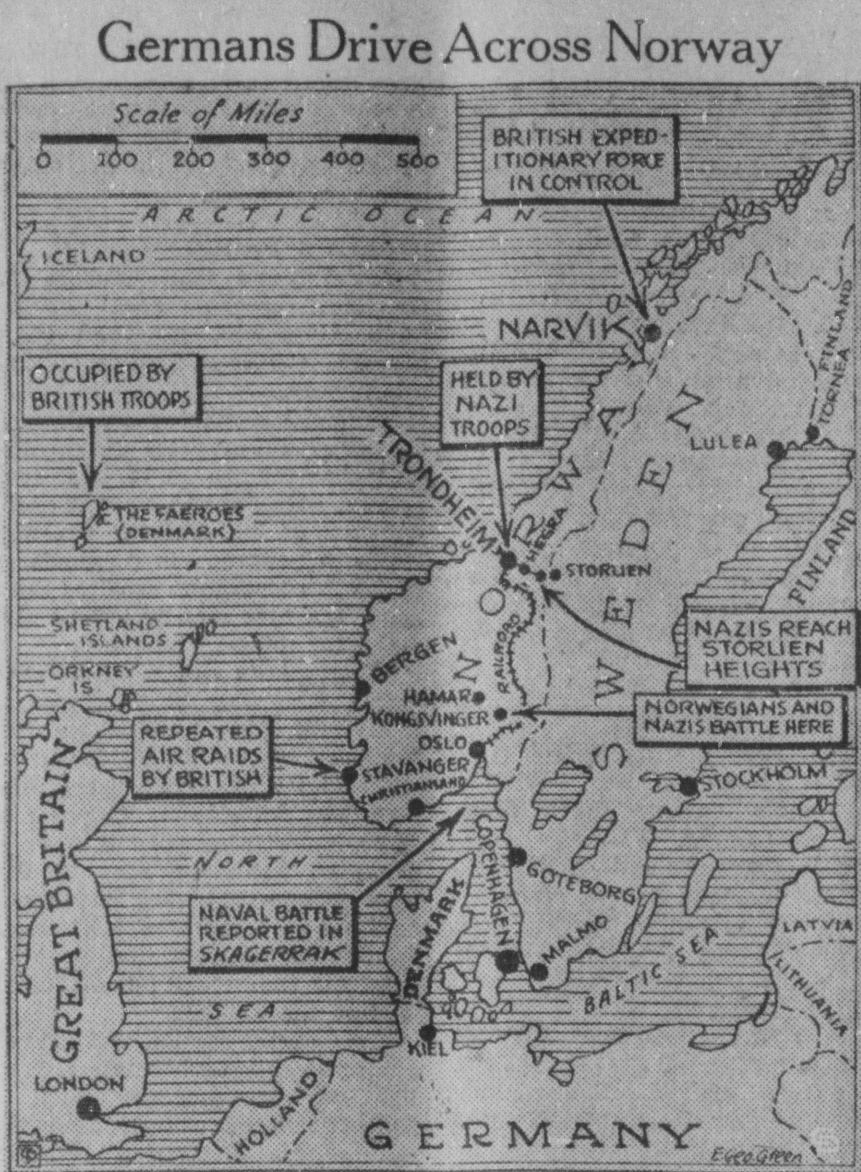 Germans Drive Across Norway
Scale of Miles
0 100 200 300 400 500
BRITISH EXPED-
ITIONARY FORCE
IN CONTROL
ARCTIC OCEAN
ICELAND
NARVIK
FINLAND
TORNEA
OCCUPIED BY
BRITISH TROOPS
HELD BY
NAZI
TROOPS
LULEA
TRONDHEIM
NORWAY
SWEDEN
THE FAEROES
(DENMARK)
HEGRA
STORLIEN
FINLAND
SHETLAND
ISLANDS
ORKNEY
IS.
NAZIS REACH
STORLIEN
HEIGHTS
BERGEN
RAILROAD
HAMAR
KONGSVINGER
NORWEGIANS AND
NAZIS BATTLE HERE
OSLO
REPEATED
AIR RAIDS
BY BRITISH
STAVANGER
CHRISTIANSAND
STOCKHOLM
GREAT BRITAIN
NORTH
SEA
COPENHAGEN
GOTEBORG
NAVAL BATTLE
REPORTED IN
SKAGERRAK
DENMARK
MALMO
BALTIC SEA
LATVIA
LITHUANIA
KIEL
LONDON
HOLLAND
GERMANY
E.Geo.Green